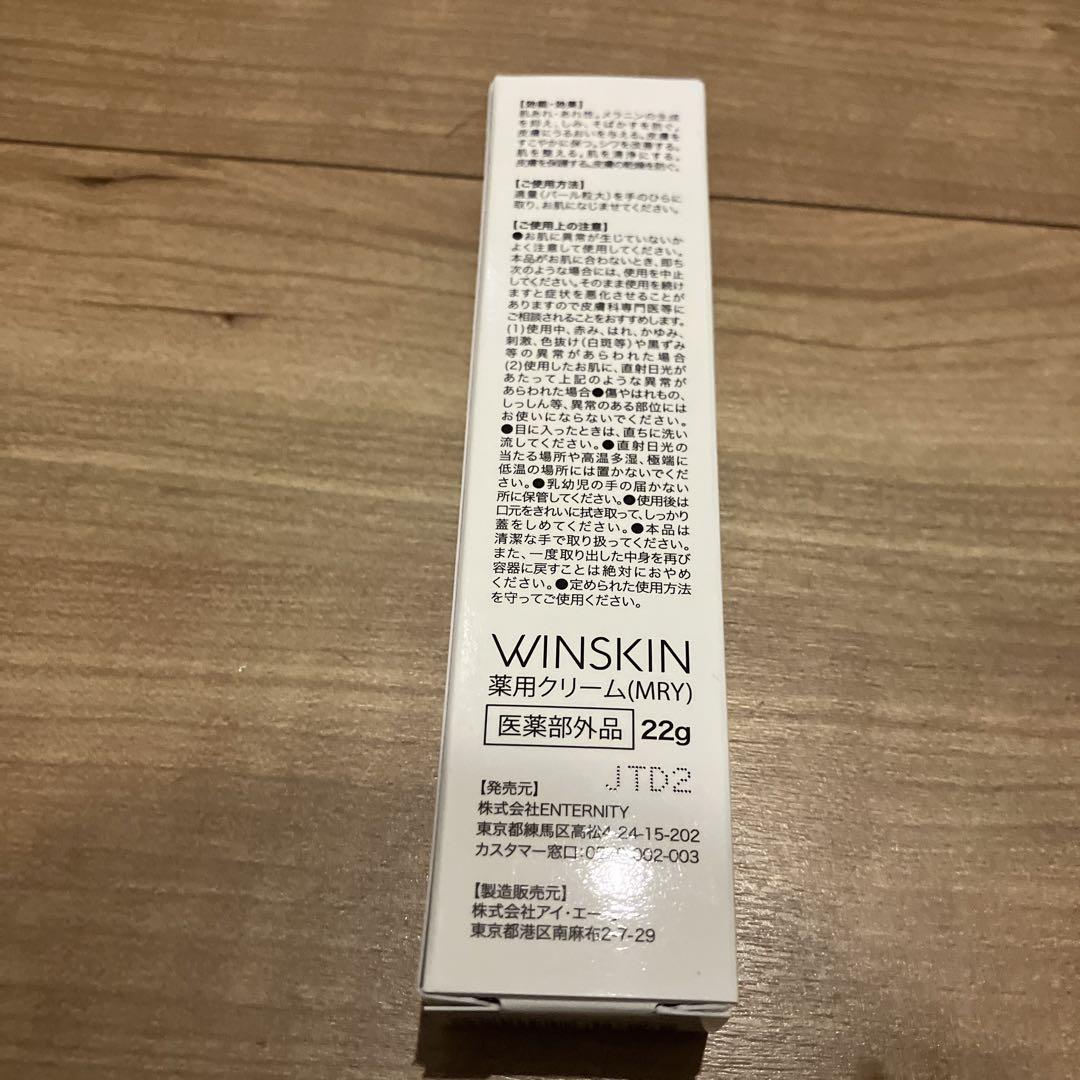 【効能・効果】
肌あれ・あれ性。メラニンの生成
を抑え、しみ、そばかすを防ぐ。
皮膚にうるおいを与える。皮膚を
すこやかに保つ。シワを改善する。
肌を整える。肌を清浄にする。
皮膚を保護する。皮膚の乾燥を防ぐ。
【ご使用方法】
適量(パール粒大)を手のひらに
取り、お肌になじませてください。
【ご使用上の注意】
●お肌に異常が生じていないか
よく注意して使用してください。
本品がお肌に合わないとき、即ち
次のような場合には、使用を中止
してください。そのまま使用を続け
ますと症状を悪化させることが
ありますので皮膚科専門医等に
ご相談されることをおすすめします。
(1)使用中、赤み、はれ、かゆみ、
刺激、色抜け(白斑等)や黒ずみ
等の異常があらわれた場合
(2)使用したお肌に、直射日光が
あたって上記のような異常が
あらわれた場合●傷やはれもの、
しっしん等、異常のある部位には
お使いにならないでください。
●目に入ったときは、直ちに洗い
流してください。●直射日光の
当たる場所や高温多湿、極端に
低温の場所には置かないでくだ
さい。●乳幼児の手の届かない
所に保管してください。●使用後は
口元をきれいに拭き取って、しっかり
蓋をしめてください。●本品は
清潔な手で取り扱ってください。
また、一度取り出した中身を再び
容器に戻すことは絶対におやめ
ください。●定められた使用方法
を守ってご使用ください。
WINSKIN
薬用クリーム(MRY)
医薬部外品 22g
JTD2
【発売元】
株式会社ENTERNITY
東京都練馬区高松4-24-15-202
カスタマー窓口:0 002-003
【製造販売元】
株式会社アイ・エー
東京都港区南麻布2-7-29